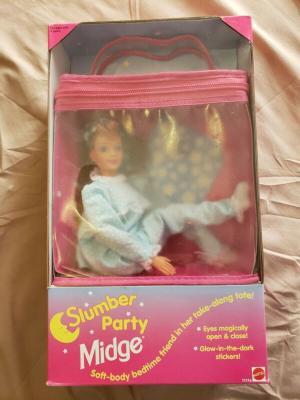 Slumber
Party
Midge
Soft-body bedtime friend in her take-along tote!
• Eyes magically
open & close!
• Glow-in-the-dark
stickers!
MATTEL